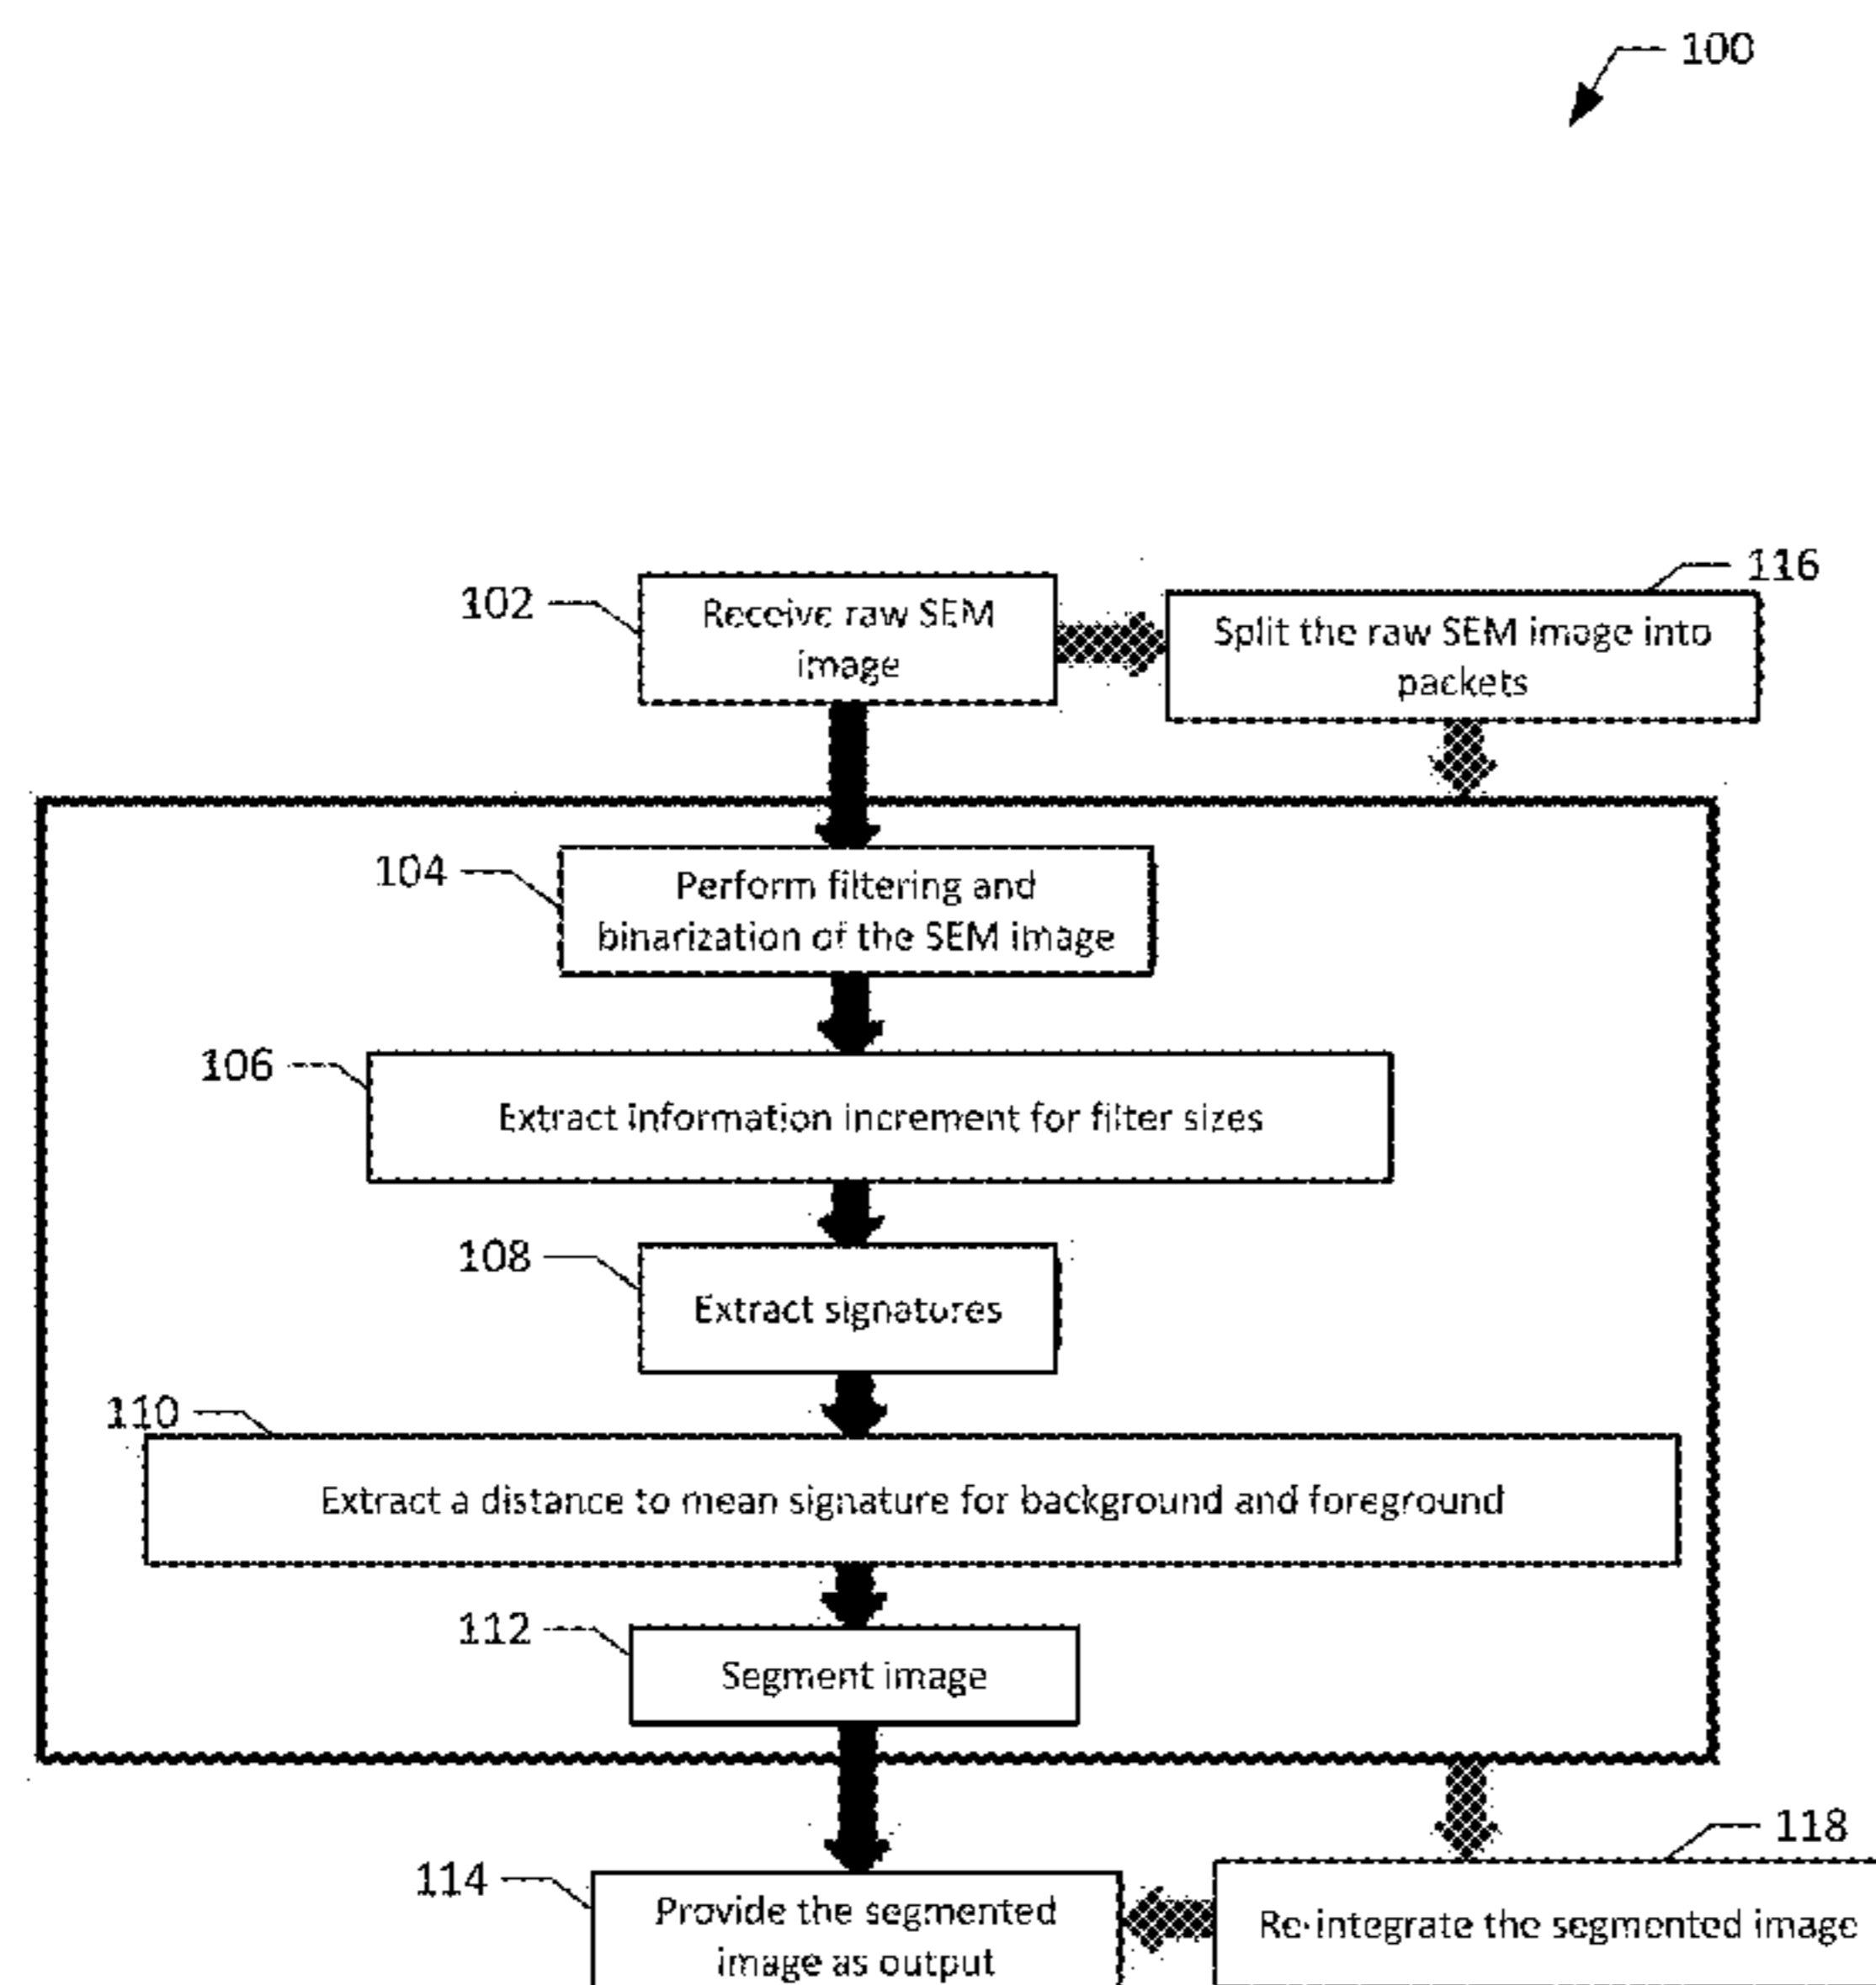 100
102
Receive raw SEM
image
116
Split the raw SEM image into
packets
104
Perform filtering and
binarization of the SEM image
106
Extract information increment for filter sizes
108
Extract signatures
110
Extract a distance to mean signature for background and foreground
112
Segment image
114
Provide the segmented
image as output
118
Re-integrate the segmented image